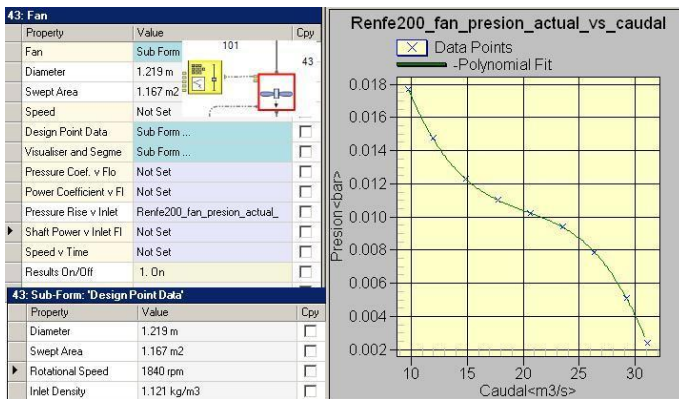 43: Fan
Property Value Cpy
Fan Sub Form
Diameter 1.219 m
Swept Area 1.167 m2
Speed Not Set
Design Point Data Sub Form ...
Visualiser and Segme Sub Form ...
Pressure Coef. v Flo Not Set
Power Coefficient v Fl Not Set
Pressure Rise v Inlet Renfe200_fan_presion_actual_
Shaft Power v Inlet Fl Not Set
Speed v Time Not Set
Results On/Off 1. On
101
43
43: Sub-Form: 'Design Point Data'
Property Value Cpy
Diameter 1.219 m
Swept Area 1.167 m2
Rotational Speed 1840 rpm
Inlet Density 1.121 kg/m3
Renfe200_fan_presion_actual_vs_caudal
Data Points
-Polynomial Fit
Presion<bar>
0.018
0.016
0.014
0.012
0.010
0.008
0.006
0.004
0.002
10 15 20 25 30
Caudal<m3/s>